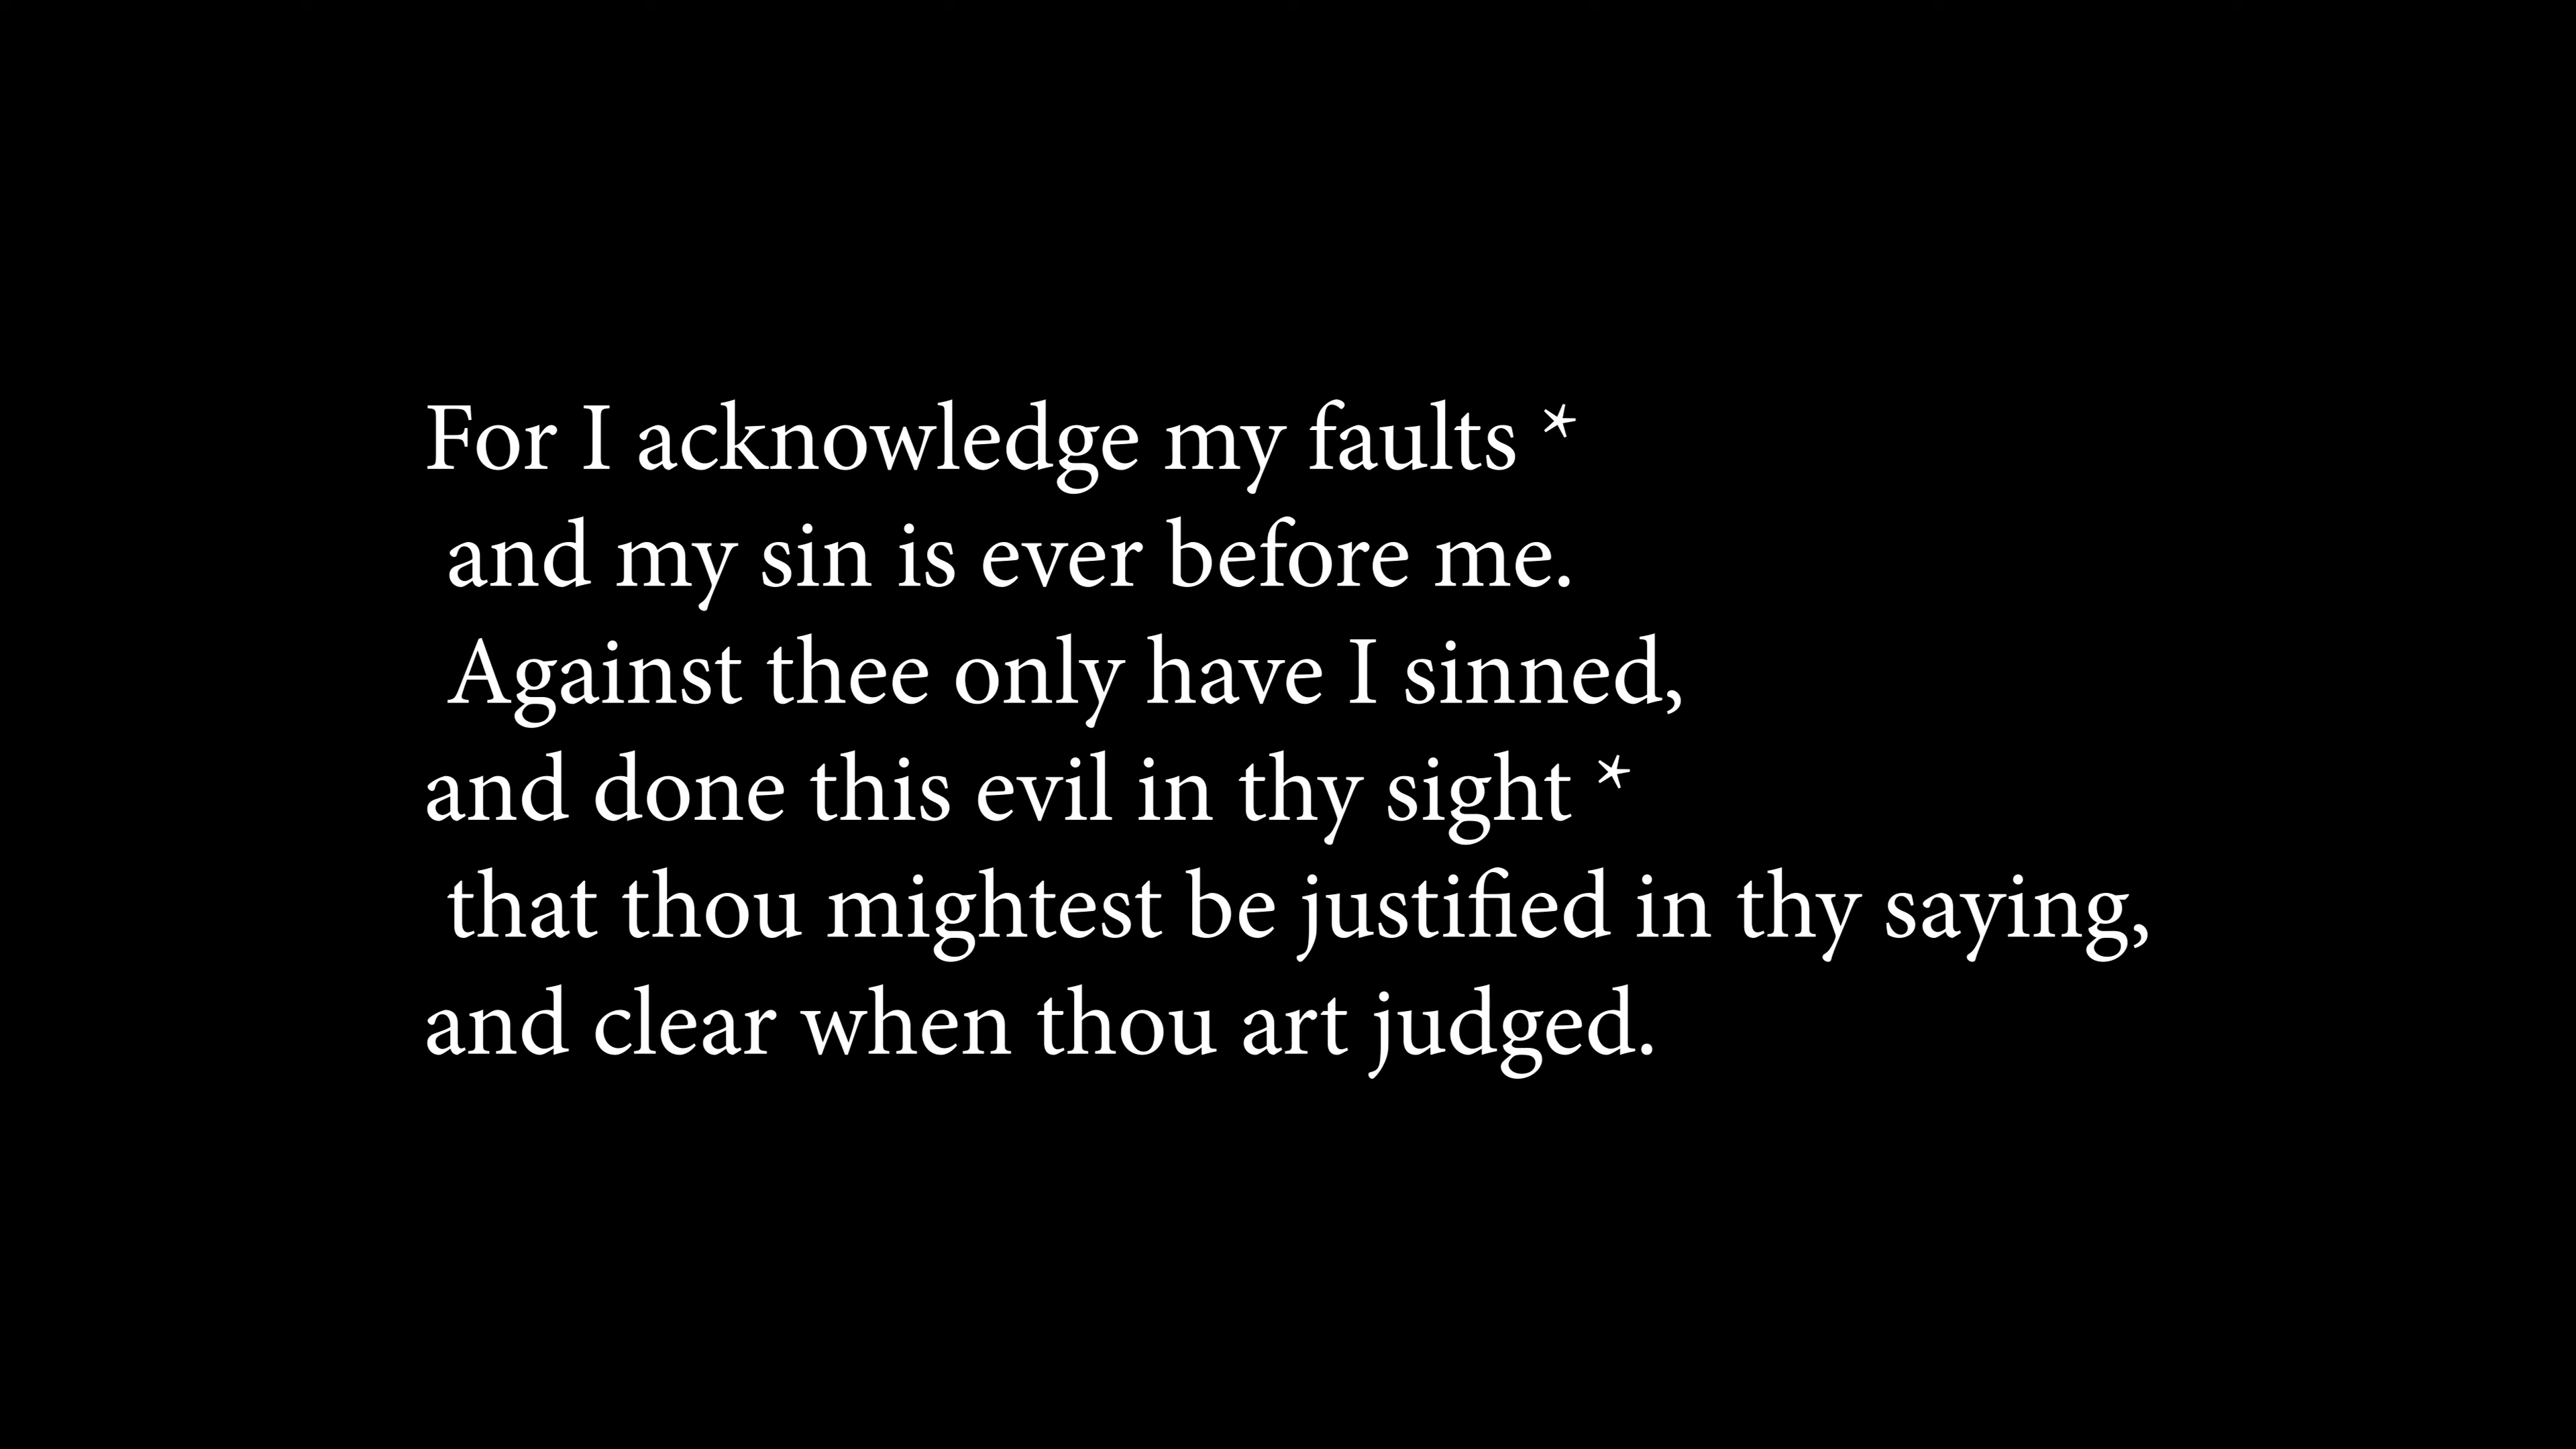 For I acknowledge my faults *
and my sin is ever before me.
Against thee only have I sinned,
and done this evil in thy sight *
that thou mightest be justified in thy saying,
and clear when thou art judged.